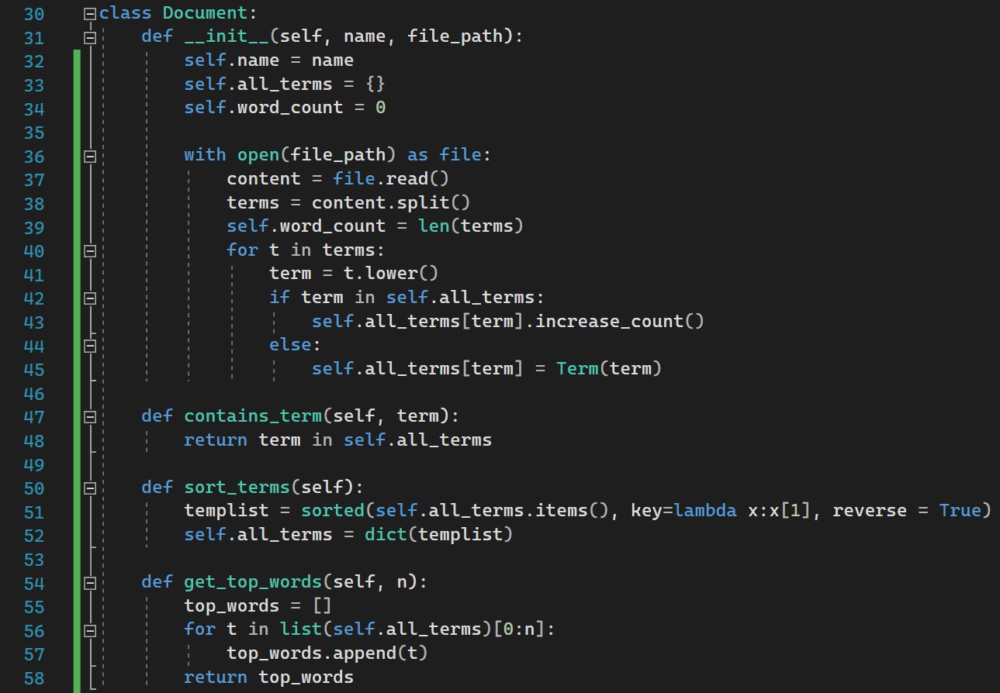 30 class Document:
31     def __init__(self, name, file_path):
32         self.name = name
33         self.all_terms = {}
34         self.word_count = 0
35
36         with open(file_path) as file:
37             content = file.read()
38             terms = content.split()
39             self.word_count = len(terms)
40             for t in terms:
41                 term = t.lower()
42                 if term in self.all_terms:
43                     self.all_terms[term].increase_count()
44                 else:
45                     self.all_terms[term] = Term(term)
46
47     def contains_term(self, term):
48         return term in self.all_terms
49
50     def sort_terms(self):
51         templist = sorted(self.all_terms.items(), key=lambda x:x[1], reverse = True)
52         self.all_terms = dict(templist)
53
54     def get_top_words(self, n):
55         top_words = []
56         for t in list(self.all_terms)[0:n]:
57             top_words.append(t)
58         return top_words